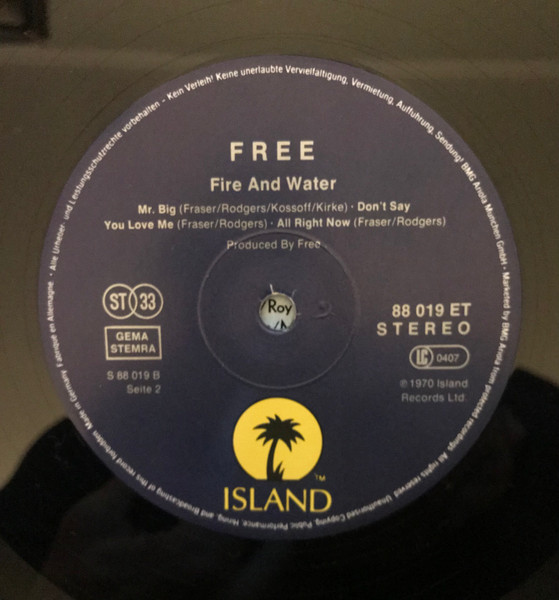 FREE
Fire And Water
Mr. Big (Fraser/Rodgers/Kossoff/Kirke) · Don't Say
You Love Me (Fraser/Rodgers) · All Right Now (Fraser/Rodgers)
Produced By Free
Roy
ST 33
GEMA
STEMRA
S 88 019 B
Seite 2
88 019 ET
STEREO
LC 0407
℗ 1970 Island
Records Ltd.
TM
ISLAND
Made in Germany. Fabriqué en Allemagne. · Alle Urheber- und Leistungsschutzrechte vorbehalten – Kein Verleih! Keine unerlaubte Vervielfältigung, Vermietung, Aufführung, Sendung! BMG Ariola München GmbH · Marketed by BMG Ariola from protected recordings. All rights reserved. Unauthorised Copying, Public Performance, Hiring, and Broadcasting of this record forbidden.